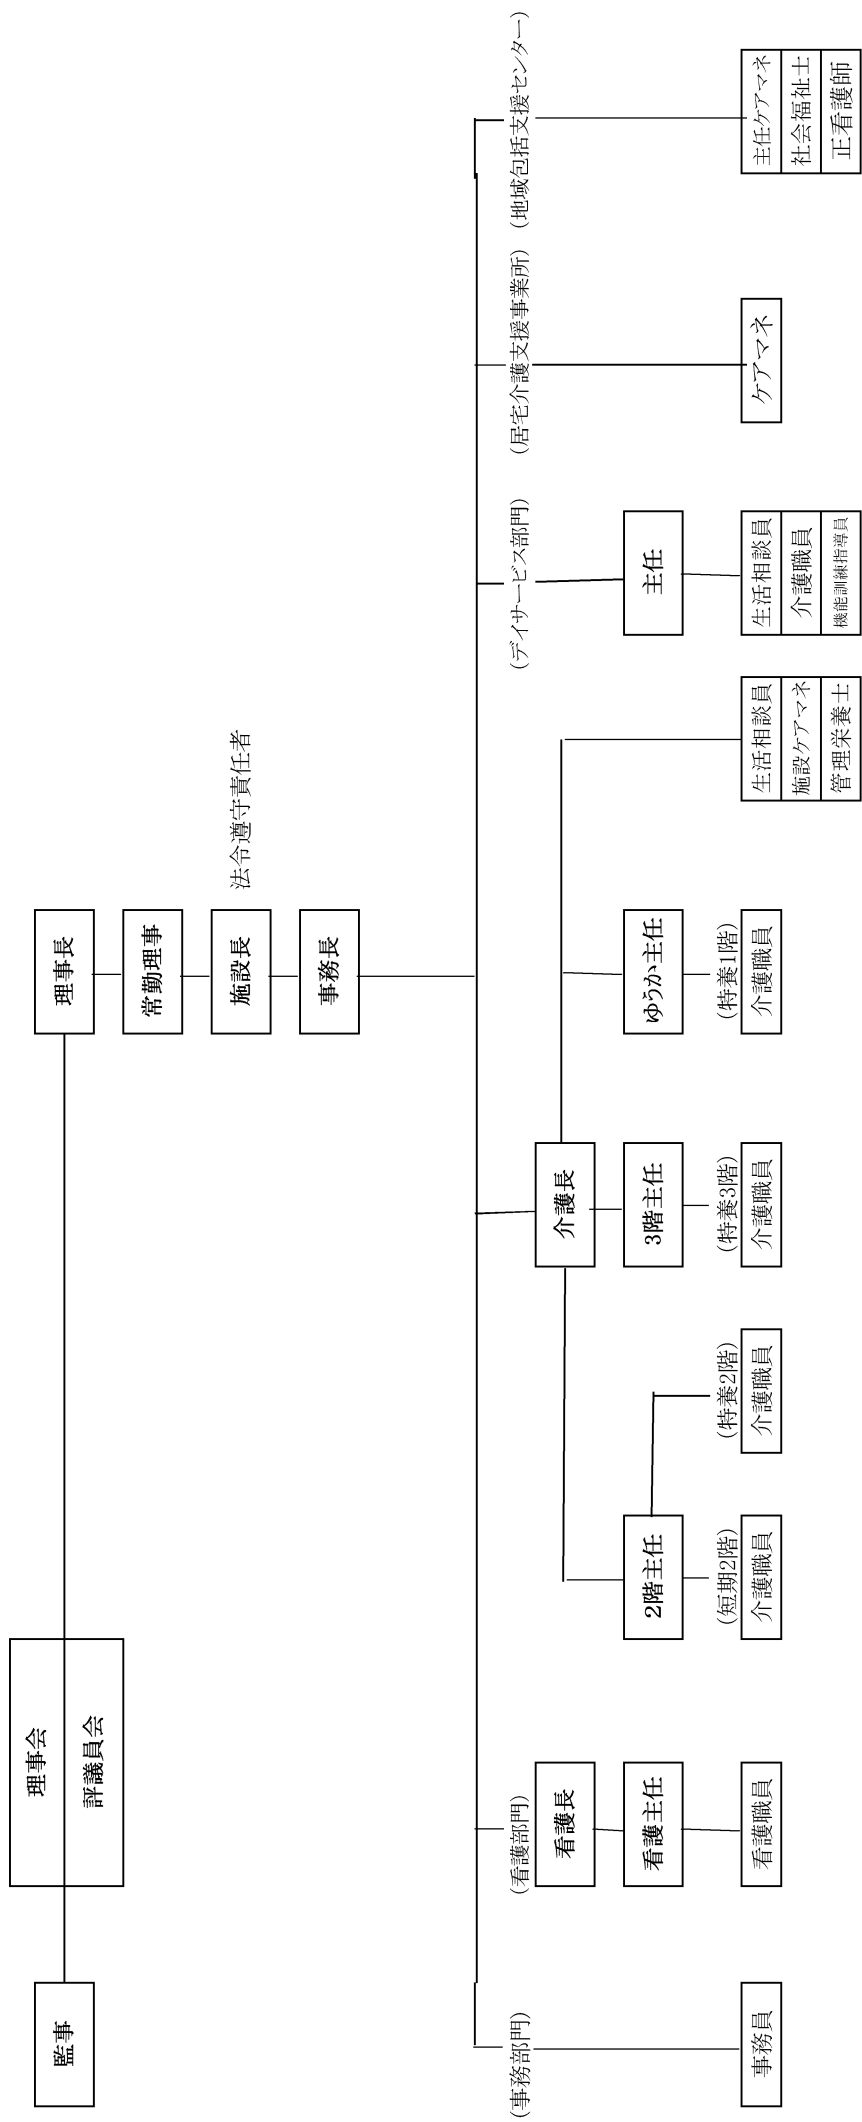 監事
理事会
評議員会
理事長
常勤理事
施設長
法令遵守責任者
事務長
(事務部門)
(看護部門)
(デイサービス部門)
(居宅介護支援事業所)
(地域包括支援センター)
看護長
介護長
看護主任
2階主任
3階主任
ゆうか主任
主任
(短期2階)
(特養2階)
(特養3階)
(特養1階)
事務員
看護職員
介護職員
介護職員
介護職員
介護職員
生活相談員
施設ケアマネ
管理栄養士
生活相談員
介護職員
機能訓練指導員
ケアマネ
主任ケアマネ
社会福祉士
正看護師